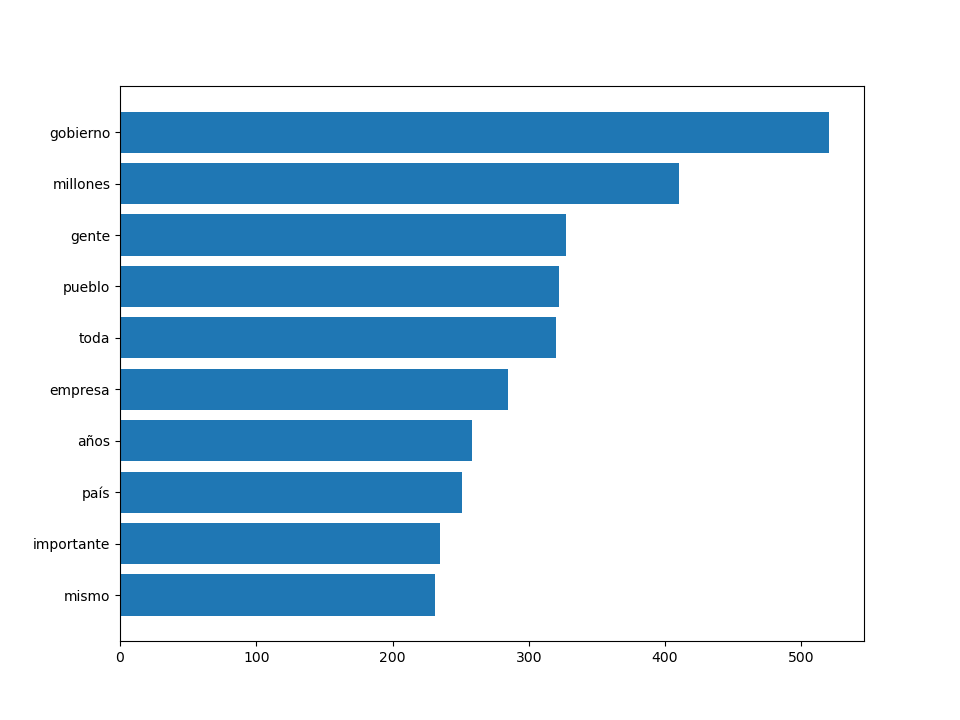 gobierno
millones
gente
pueblo
toda
empresa
años
país
importante
mismo
0 100 200 300 400 500